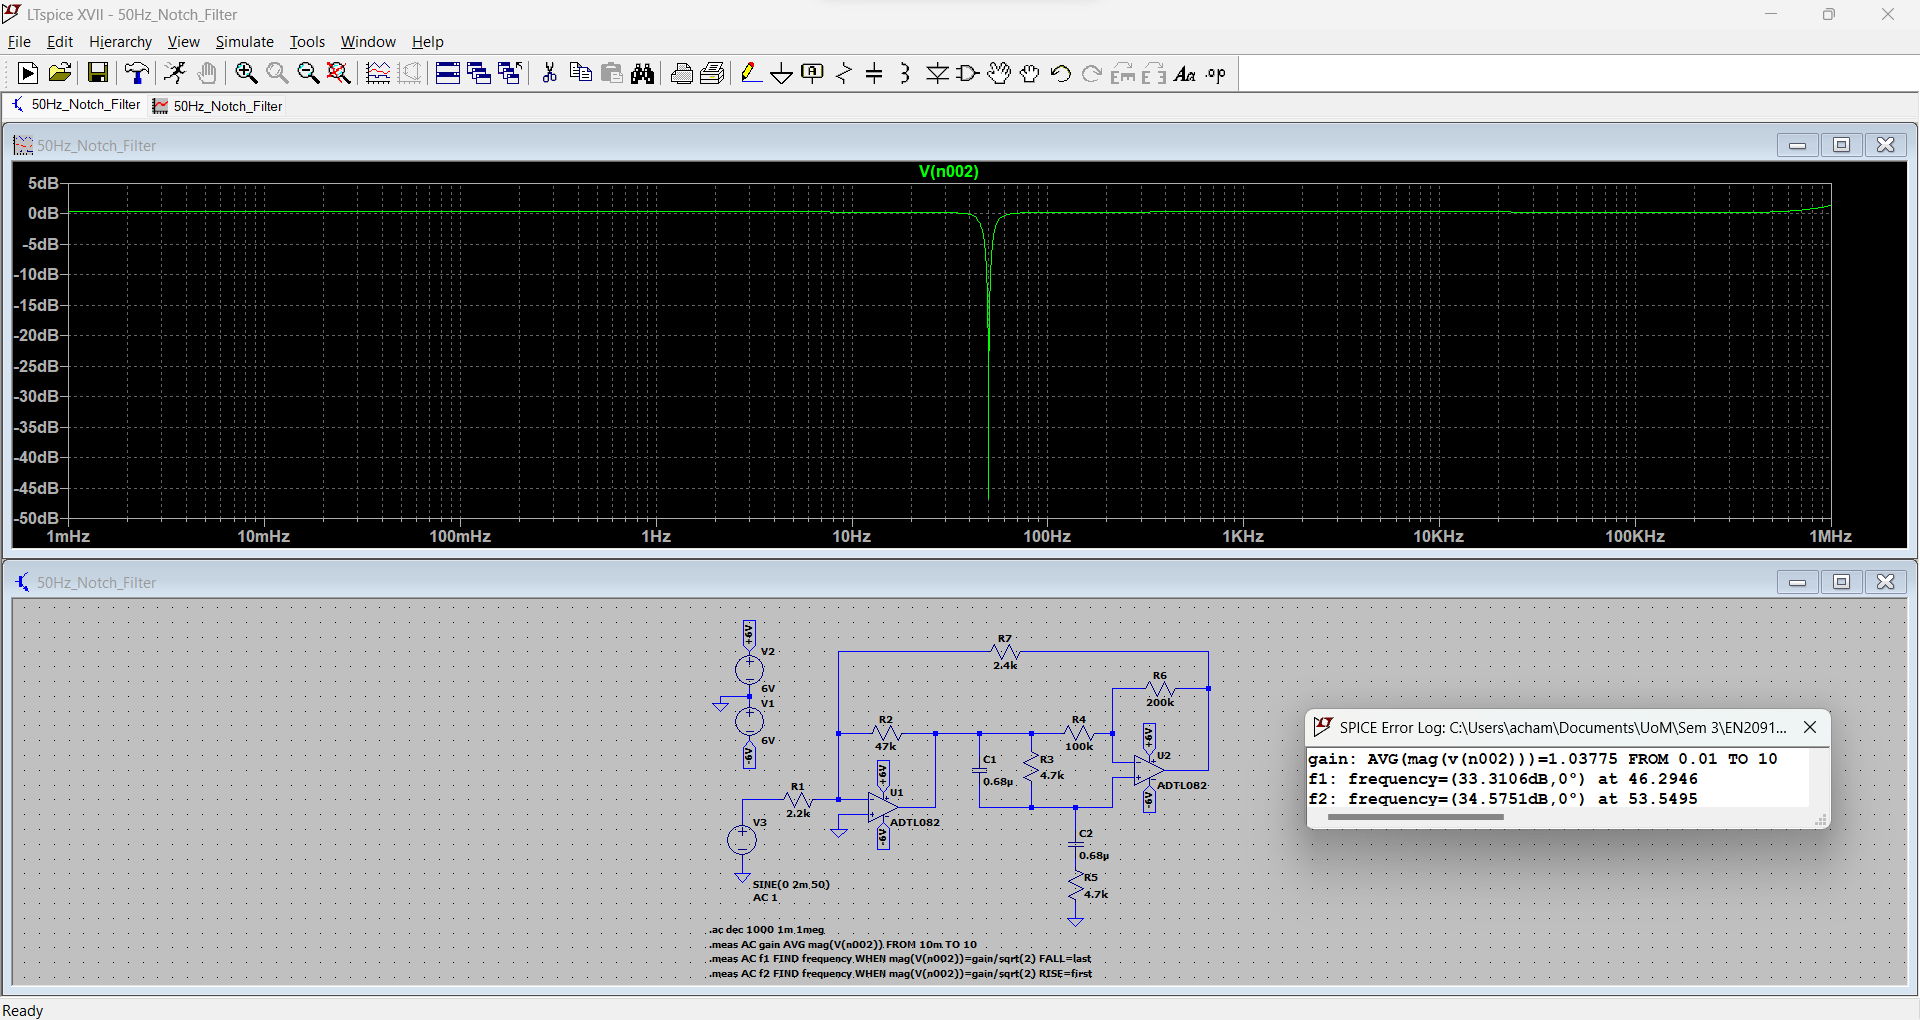 LTspice XVII - 50Hz_Notch_Filter
File Edit Hierarchy View Simulate Tools Window Help
Aa .op
50Hz_Notch_Filter 50Hz_Notch_Filter
50Hz_Notch_Filter
V(n002)
5dB
0dB
-5dB
-10dB
-15dB
-20dB
-25dB
-30dB
-35dB
-40dB
-45dB
-50dB
1mHz 10mHz 100mHz 1Hz 10Hz 100Hz 1KHz 10KHz 100KHz 1MHz
50Hz_Notch_Filter
+6V
V2
6V
V1
6V
-6V
R7
2.4k
R6
200k
R2
47k
R4
100k
+6V
U2
ADTL082
-6V
C1
0.68µ
R3
4.7k
+6V
U1
ADTL082
-6V
R1
2.2k
V3
C2
0.68µ
R5
4.7k
SINE(0 2m 50)
AC 1
.ac dec 1000 1m 1meg
.meas AC gain AVG mag(V(n002)) FROM 10m TO 10
.meas AC f1 FIND frequency WHEN mag(V(n002))=gain/sqrt(2) FALL=last
.meas AC f2 FIND frequency WHEN mag(V(n002))=gain/sqrt(2) RISE=first
SPICE Error Log: C:\Users\acham\Documents\UoM\Sem 3\EN2091...
gain: AVG(mag(v(n002)))=1.03775 FROM 0.01 TO 10
f1: frequency=(33.3106dB,0°) at 46.2946
f2: frequency=(34.5751dB,0°) at 53.5495
Ready